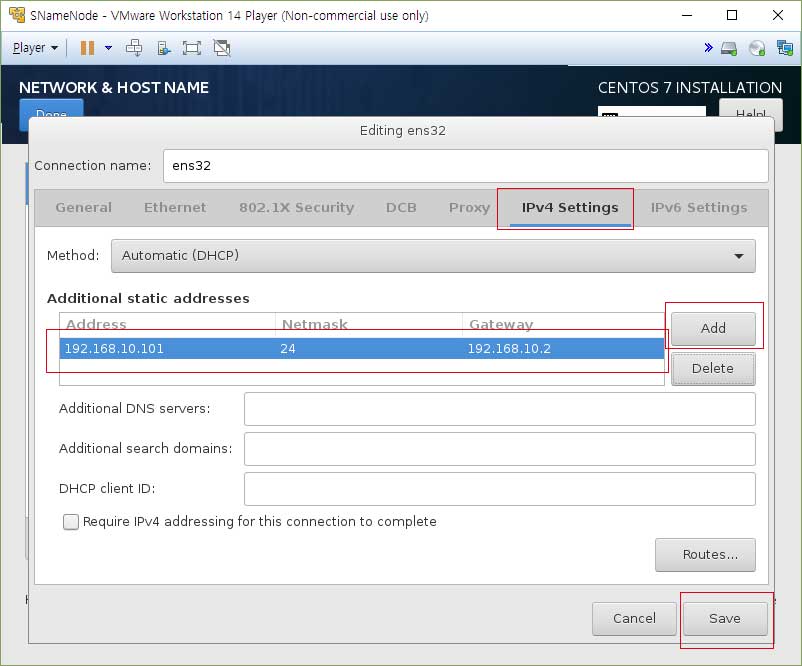 SNameNode - VMware Workstation 14 Player (Non-commercial use only)
Player
NETWORK & HOST NAME
CENTOS 7 INSTALLATION
Done
Help!
Editing ens32
Connection name: ens32
General Ethernet 802.1X Security DCB Proxy IPv4 Settings IPv6 Settings
Method: Automatic (DHCP)
Additional static addresses
Address Netmask Gateway
Add
192.168.10.101 24 192.168.10.2
Delete
Additional DNS servers:
Additional search domains:
DHCP client ID:
Require IPv4 addressing for this connection to complete
Routes...
Cancel Save